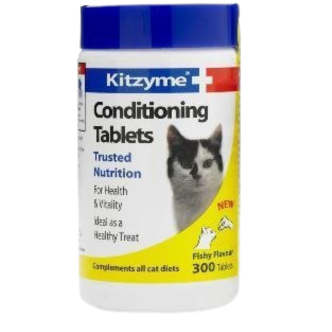 Kitzyme
Conditioning
Tablets
Trusted
Nutrition
For Health
& Vitality
Ideal as a
Healthy Treat
NEW
Fishy Flavour
Complements all cat diets
300 Tablets